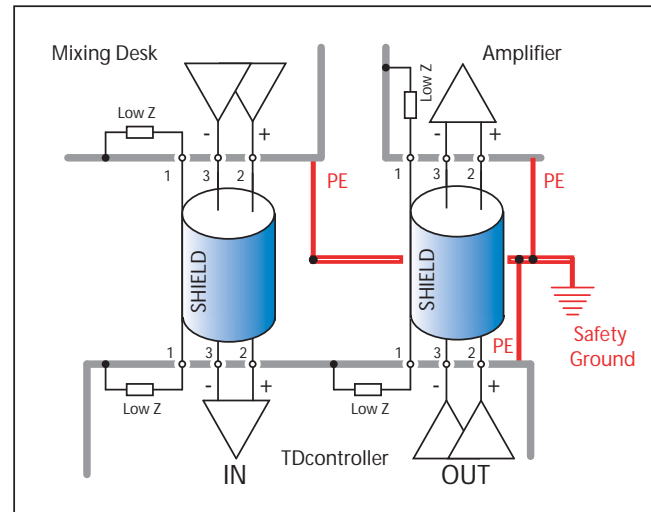 Mixing Desk
Amplifier
Low Z
Low Z
- +
- +
1 3 2
1 3 2
PE
PE
SHIELD
SHIELD
PE
Safety
Ground
1 3 2
1 3 2
- +
- +
Low Z
Low Z
TDcontroller
IN
OUT